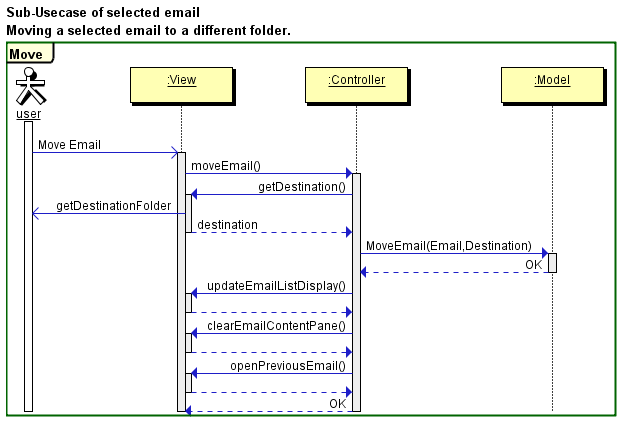 Sub-Usecase of selected email
Moving a selected email to a different folder.
Move
:View
:Controller
:Model
user
Move Email
moveEmail()
getDestination()
getDestinationFolder
destination
MoveEmail(Email,Destination)
OK
updateEmailListDisplay()
clearEmailContentPane()
openPreviousEmail()
OK